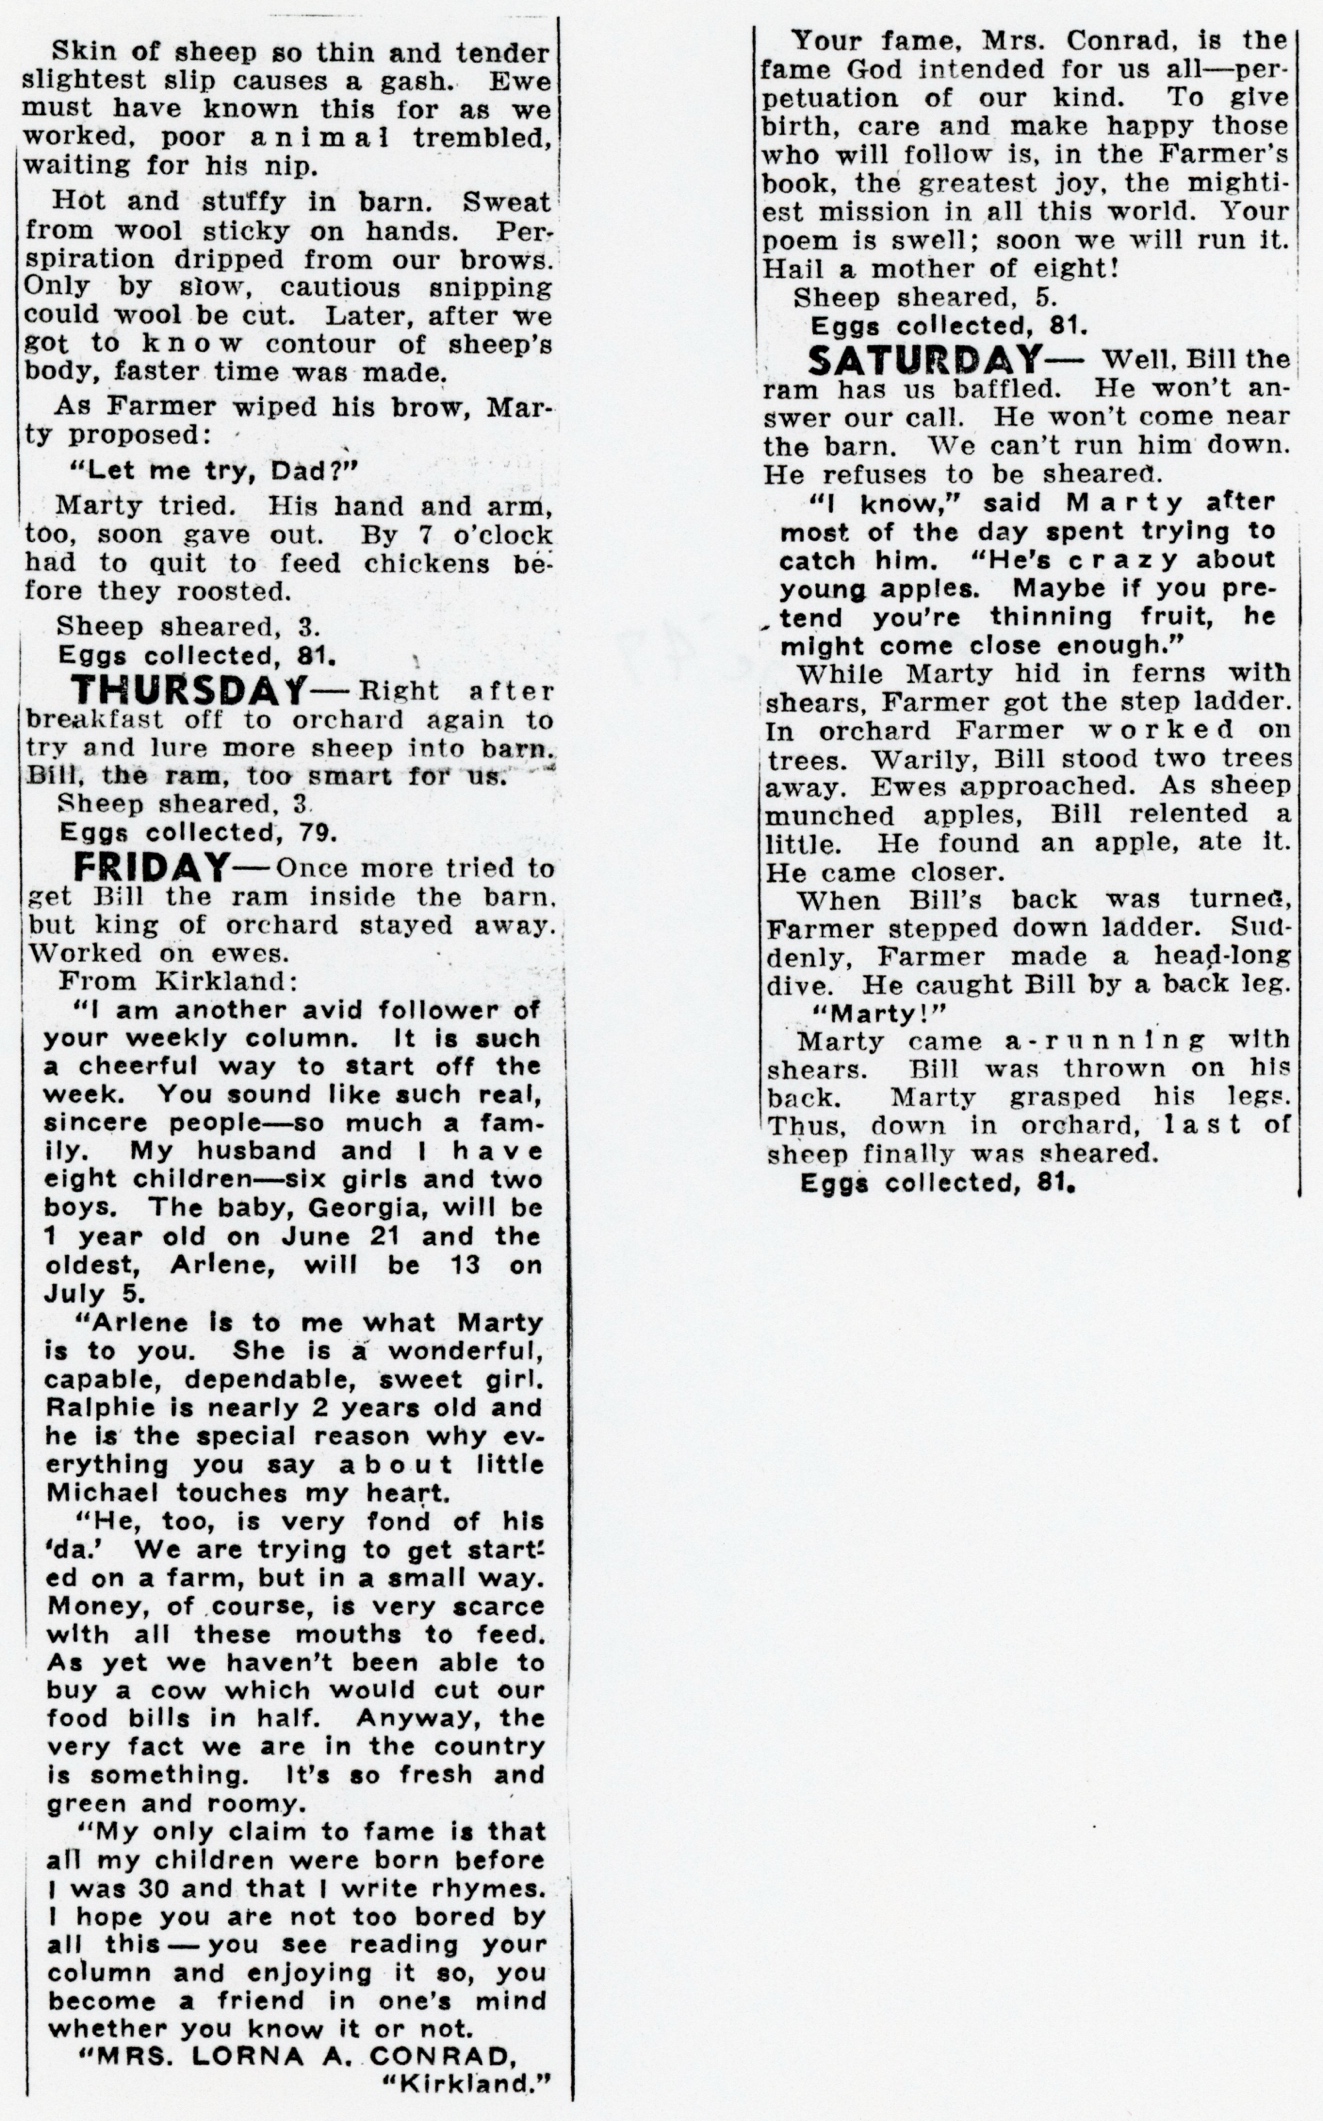 Skin of sheep so thin and tender
slightest slip causes a gash. Ewe
must have known this for as we
worked, poor animal trembled,
waiting for his nip.
Hot and stuffy in barn. Sweat
from wool sticky on hands. Per-
spiration dripped from our brows.
Only by slow, cautious snipping
could wool be cut. Later, after we
got to know contour of sheep's
body, faster time was made.
As Farmer wiped his brow, Mar-
ty proposed:
"Let me try, Dad?"
Marty tried. His hand and arm,
too, soon gave out. By 7 o'clock
had to quit to feed chickens be-
fore they roosted.
Sheep sheared, 3.
Eggs collected, 81.
THURSDAY—Right after
breakfast off to orchard again to
try and lure more sheep into barn.
Bill, the ram, too smart for us.
Sheep sheared, 3.
Eggs collected, 79.
FRIDAY—Once more tried to
get Bill the ram inside the barn,
but king of orchard stayed away.
Worked on ewes.
From Kirkland:
"I am another avid follower of
your weekly column. It is such
a cheerful way to start off the
week. You sound like such real,
sincere people—so much a fam-
ily. My husband and I have
eight children—six girls and two
boys. The baby, Georgia, will be
1 year old on June 21 and the
oldest, Arlene, will be 13 on
July 5.
"Arlene is to me what Marty
is to you. She is a wonderful,
capable, dependable, sweet girl.
Ralphie is nearly 2 years old and
he is the special reason why ev-
erything you say about little
Michael touches my heart.
"He, too, is very fond of his
'da.' We are trying to get start-
ed on a farm, but in a small way.
Money, of course, is very scarce
with all these mouths to feed.
As yet we haven't been able to
buy a cow which would cut our
food bills in half. Anyway, the
very fact we are in the country
is something. It's so fresh and
green and roomy.
"My only claim to fame is that
all my children were born before
I was 30 and that I write rhymes.
I hope you are not too bored by
all this—you see reading your
column and enjoying it so, you
become a friend in one's mind
whether you know it or not.
"MRS. LORNA A. CONRAD,
"Kirkland."
Your fame, Mrs. Conrad, is the
fame God intended for us all—per-
petuation of our kind. To give
birth, care and make happy those
who will follow is, in the Farmer's
book, the greatest joy, the mighti-
est mission in all this world. Your
poem is swell; soon we will run it.
Hail a mother of eight!
Sheep sheared, 5.
Eggs collected, 81.
SATURDAY— Well, Bill the
ram has us baffled. He won't an-
swer our call. He won't come near
the barn. We can't run him down.
He refuses to be sheared.
"I know," said Marty after
most of the day spent trying to
catch him. "He's crazy about
young apples. Maybe if you pre-
tend you're thinning fruit, he
might come close enough."
While Marty hid in ferns with
shears, Farmer got the step ladder.
In orchard Farmer worked on
trees. Warily, Bill stood two trees
away. Ewes approached. As sheep
munched apples, Bill relented a
little. He found an apple, ate it.
He came closer.
When Bill's back was turned,
Farmer stepped down ladder. Sud-
denly, Farmer made a head-long
dive. He caught Bill by a back leg.
"Marty!"
Marty came a-running with
shears. Bill was thrown on his
back. Marty grasped his legs.
Thus, down in orchard, last of
sheep finally was sheared.
Eggs collected, 81.